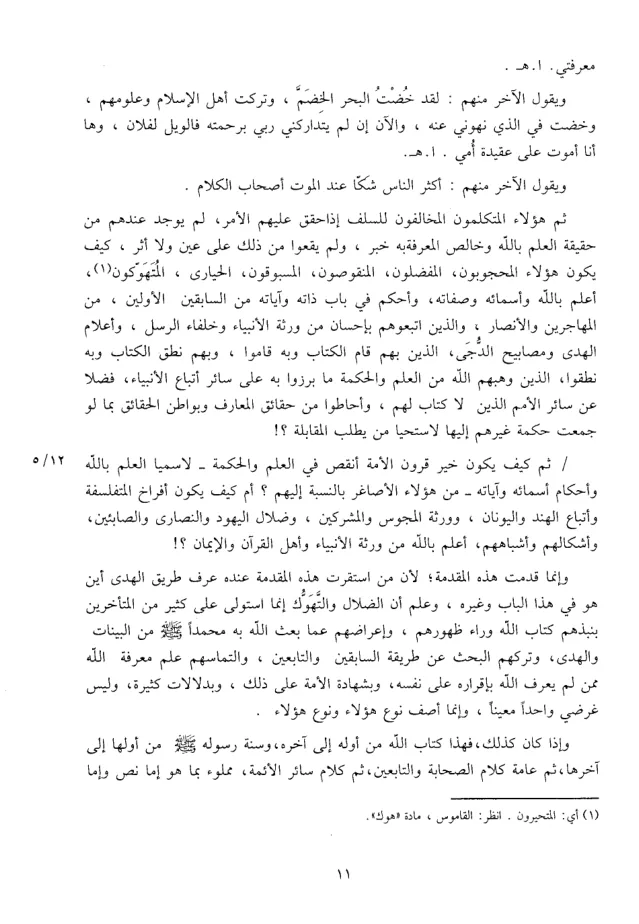 معرفتي. ا.هـ .
ويقول الآخر منهم : لقد خُضْتُ البحر الخِضَمَّ ، وتركت أهل الإسلام وعلومهم ،
وخضت في الذي نهوني عنه ، والآن إن لم يتداركني ربي برحمته فالويل لفلان ، وها
أنا أموت على عقيدة أُمي . ا.هـ.
ويقول الآخر منهم : أكثر الناس شكًا عند الموت أصحاب الكلام .
ثم هؤلاء المتكلمون المخالفون للسلف إذاحقق عليهم الأمر، لم يوجد عندهم من
حقيقة العلم بالله وخالص المعرفةبه خبر ، ولم يقعوا من ذلك على عين ولا أثر ، كيف
يكون هؤلاء المحجوبون، المفضلون، المنقوصون، المسبوقون، الحيارى ، المُتَهَوّكون(١)،
أعلم بالله وأسمائه وصفاته، وأحكم في باب ذاته وآياته من السابقين الأولين ، من
المهاجرين والأنصار ، والذين اتبعوهم بإحسان من ورثة الأنبياء وخلفاء الرسل ، وأعلام
الهدى ومصابيح الدُّجَى، الذين بهم قام الكتاب وبه قاموا ، وبهم نطق الكتاب وبه
نطقوا، الذين وهبهم الله من العلم والحكمة ما برزوا به على سائر أتباع الأنبياء، فضلا
عن سائر الأمم الذين لا كتاب لهم ، وأحاطوا من حقائق المعارف وبواطن الحقائق بما لو
جمعت حكمة غيرهم إليها لاستحيا من يطلب المقابلة ؟!
/ ثم كيف يكون خير قرون الأمة أنقص في العلم والحكمة ـ لاسميا العلم بالله ٥/١٢
وأحكام أسمائه وآياته ـ من هؤلاء الأصاغر بالنسبة إليهم ؟ أم كيف يكون أفراخ المتفلسفة
وأتباع الهند واليونان ، وورثة المجوس والمشركين ، وضلال اليهود والنصارى والصابئين،
وأشكالهم وأشباههم، أعلم بالله من ورثة الأنبياء وأهل القرآن والإيمان ؟!
وإنما قدمت هذه المقدمة؛ لأن من استقرت هذه المقدمة عنده عرف طريق الهدى أين
هو في هذا الباب وغيره ، وعلم أن الضلال والتَّهَوُّك إنما استولى على كثير من المتأخرين
بنبذهم كتاب الله وراء ظهورهم ، وإعراضهم عما بعث الله به محمداً ﷺ من البينات
والهدى، وتركهم البحث عن طريقة السابقين والتابعين ، والتماسهم علم معرفة الله
ممن لم يعرف الله بإقراره على نفسه، وبشهادة الأمة على ذلك ، وبدلالات كثيرة، وليس
غرضي واحداً معيناً ، وإنما أصف نوع هؤلاء ونوع هؤلاء .
وإذا كان كذلك،فهذا كتاب الله من أوله إلى آخره،وسنة رسوله ﷺ من أولها إلى
آخرها،ثم عامة كلام الصحابة والتابعين،ثم كلام سائر الأئمة، مملوء بما هو إما نص وإما
(١) أي: المتحيرون . انظر: القاموس ، مادة «هوك».
١١